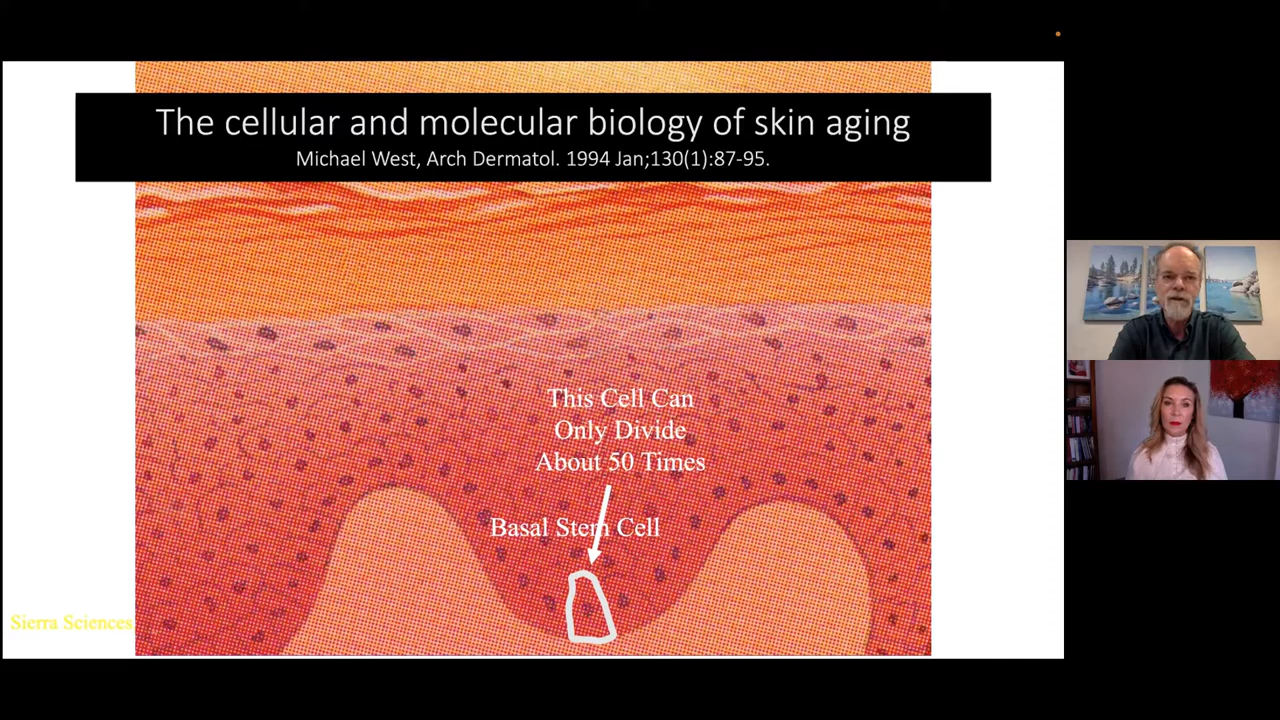 The cellular and molecular biology of skin aging
Michael West, Arch Dermatol. 1994 Jan;130(1):87-95.
This Cell Can
Only Divide
About 50 Times
Basal Stem Cell
Sierra Sciences